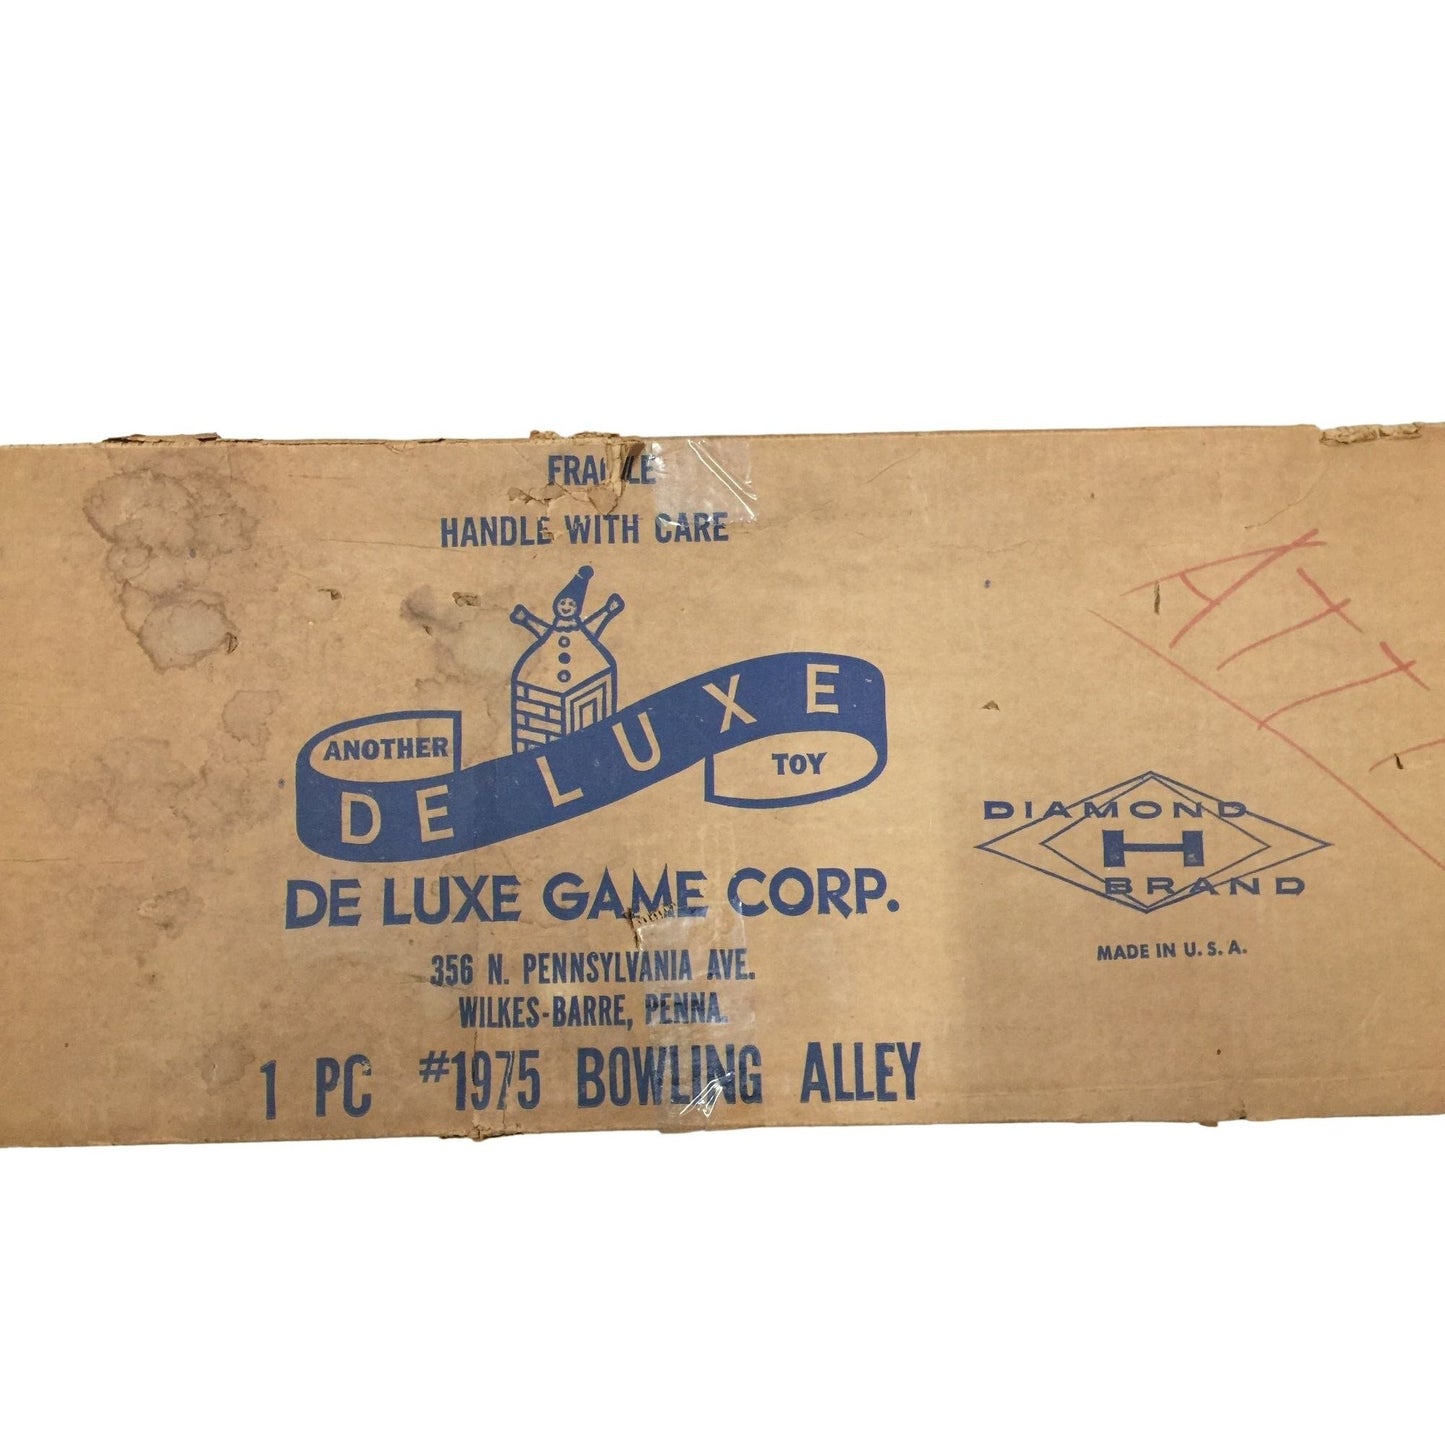 FRAGILE
HANDLE WITH CARE
ANOTHER
DE LUXE
TOY
DE LUXE GAME CORP.
356 N. PENNSYLVANIA AVE.
WILKES-BARRE, PENNA.
1 PC #1975 BOWLING ALLEY
DIAMOND
H
BRAND
MADE IN U.S.A.